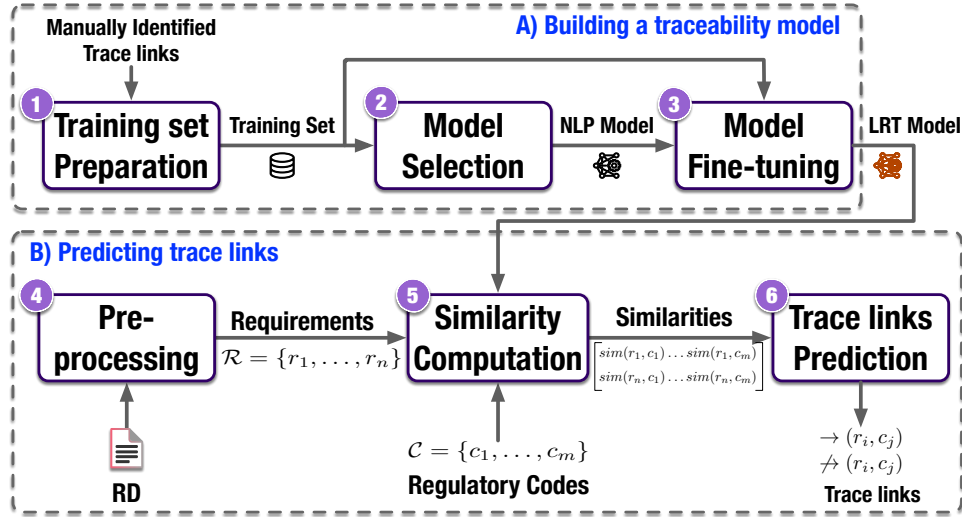 A) Building a traceability model
Manually Identified
Trace links
1
Training set
Preparation
Training Set
2
Model
Selection
NLP Model
3
Model
Fine-tuning
LRT Model
B) Predicting trace links
4
Pre-
processing
RD
Requirements
ℛ = {r₁, . . . , rₙ}
5
Similarity
Computation
𝒞 = {c₁, . . . , cₘ}
Regulatory Codes
Similarities
[sim(r₁, c₁) . . . sim(r₁, cₘ)
sim(rₙ, c₁) . . . sim(rₙ, cₘ)]
6
Trace links
Prediction
→ (rᵢ, cⱼ)
↛ (rᵢ, cⱼ)
Trace links